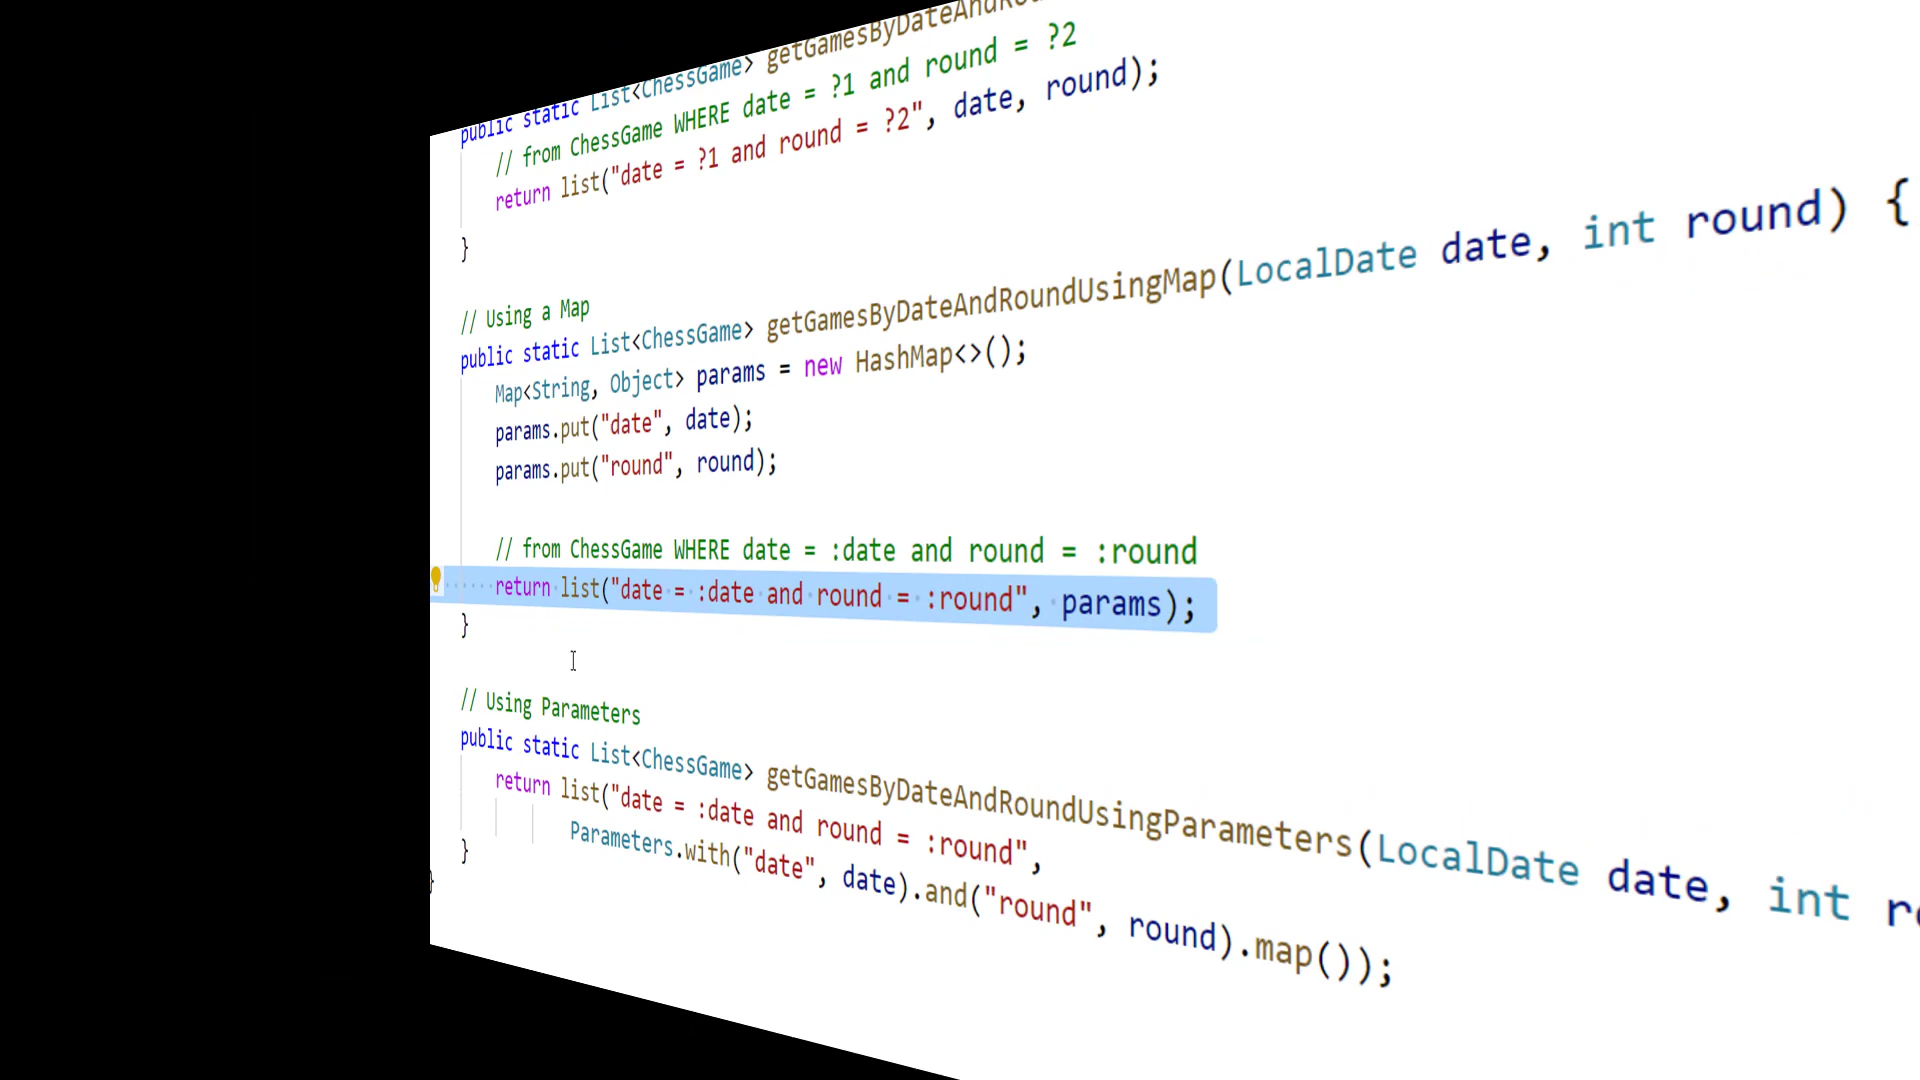 public static List<ChessGame> getGamesByDateAndRou
// from ChessGame WHERE date = ?1 and round = ?2
return list("date = ?1 and round = ?2", date, round);
}
// Using a Map
public static List<ChessGame> getGamesByDateAndRoundUsingMap(LocalDate date, int round) {
Map<String, Object> params = new HashMap<>();
params.put("date", date);
params.put("round", round);
// from ChessGame WHERE date = :date and round = :round
return list("date = :date and round = :round", params);
}
// Using Parameters
public static List<ChessGame> getGamesByDateAndRoundUsingParameters(LocalDate date, int ro
return list("date = :date and round = :round",
Parameters.with("date", date).and("round", round).map());
}
}